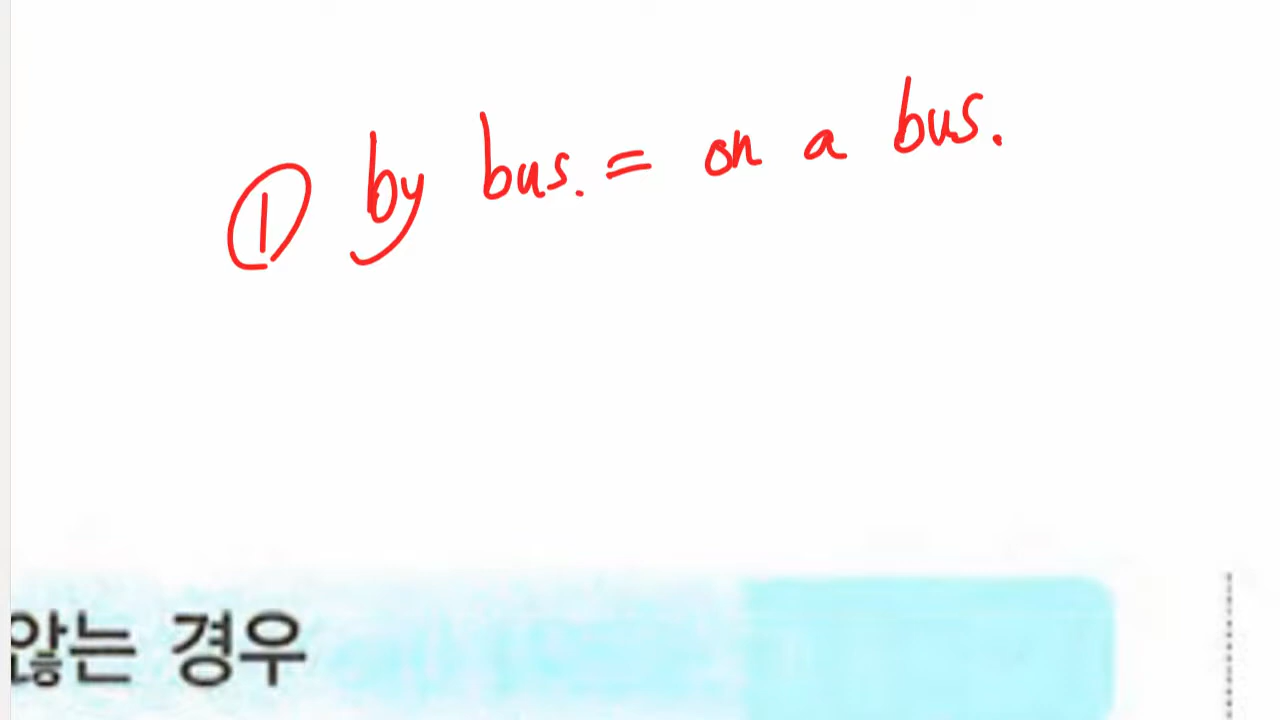 ① by bus. = on a bus.
않는 경우